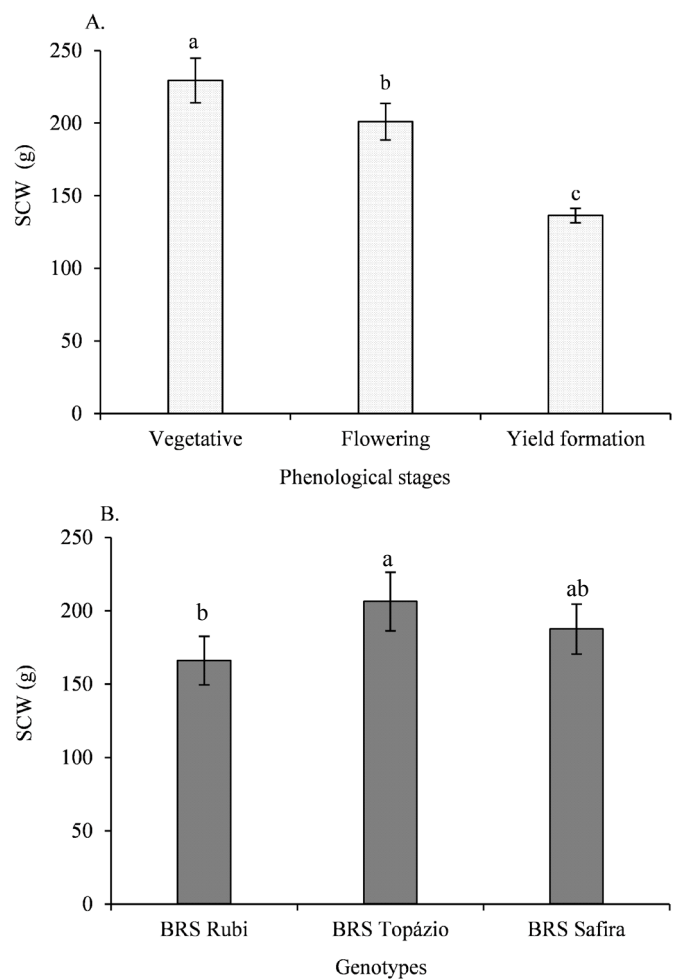 A.
a
b
c
250
200
150
100
50
0
SCW (g)
Vegetative Flowering Yield formation
Phenological stages
B.
b
a
ab
250
200
150
100
50
0
SCW (g)
BRS Rubi BRS Topázio BRS Safira
Genotypes